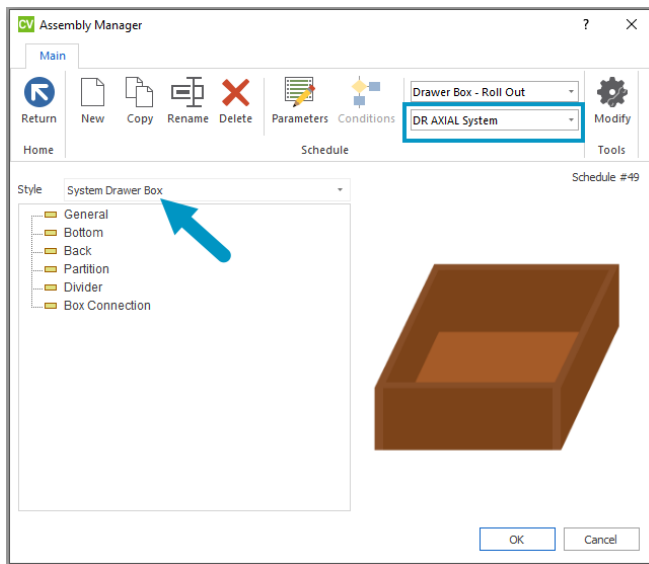 CV Assembly Manager ? ×
Main
Drawer Box - Roll Out
DR AXIAL System
Return New Copy Rename Delete Parameters Conditions Modify
Home Schedule Tools
Schedule #49
Style System Drawer Box
General
Bottom
Back
Partition
Divider
Box Connection
OK Cancel